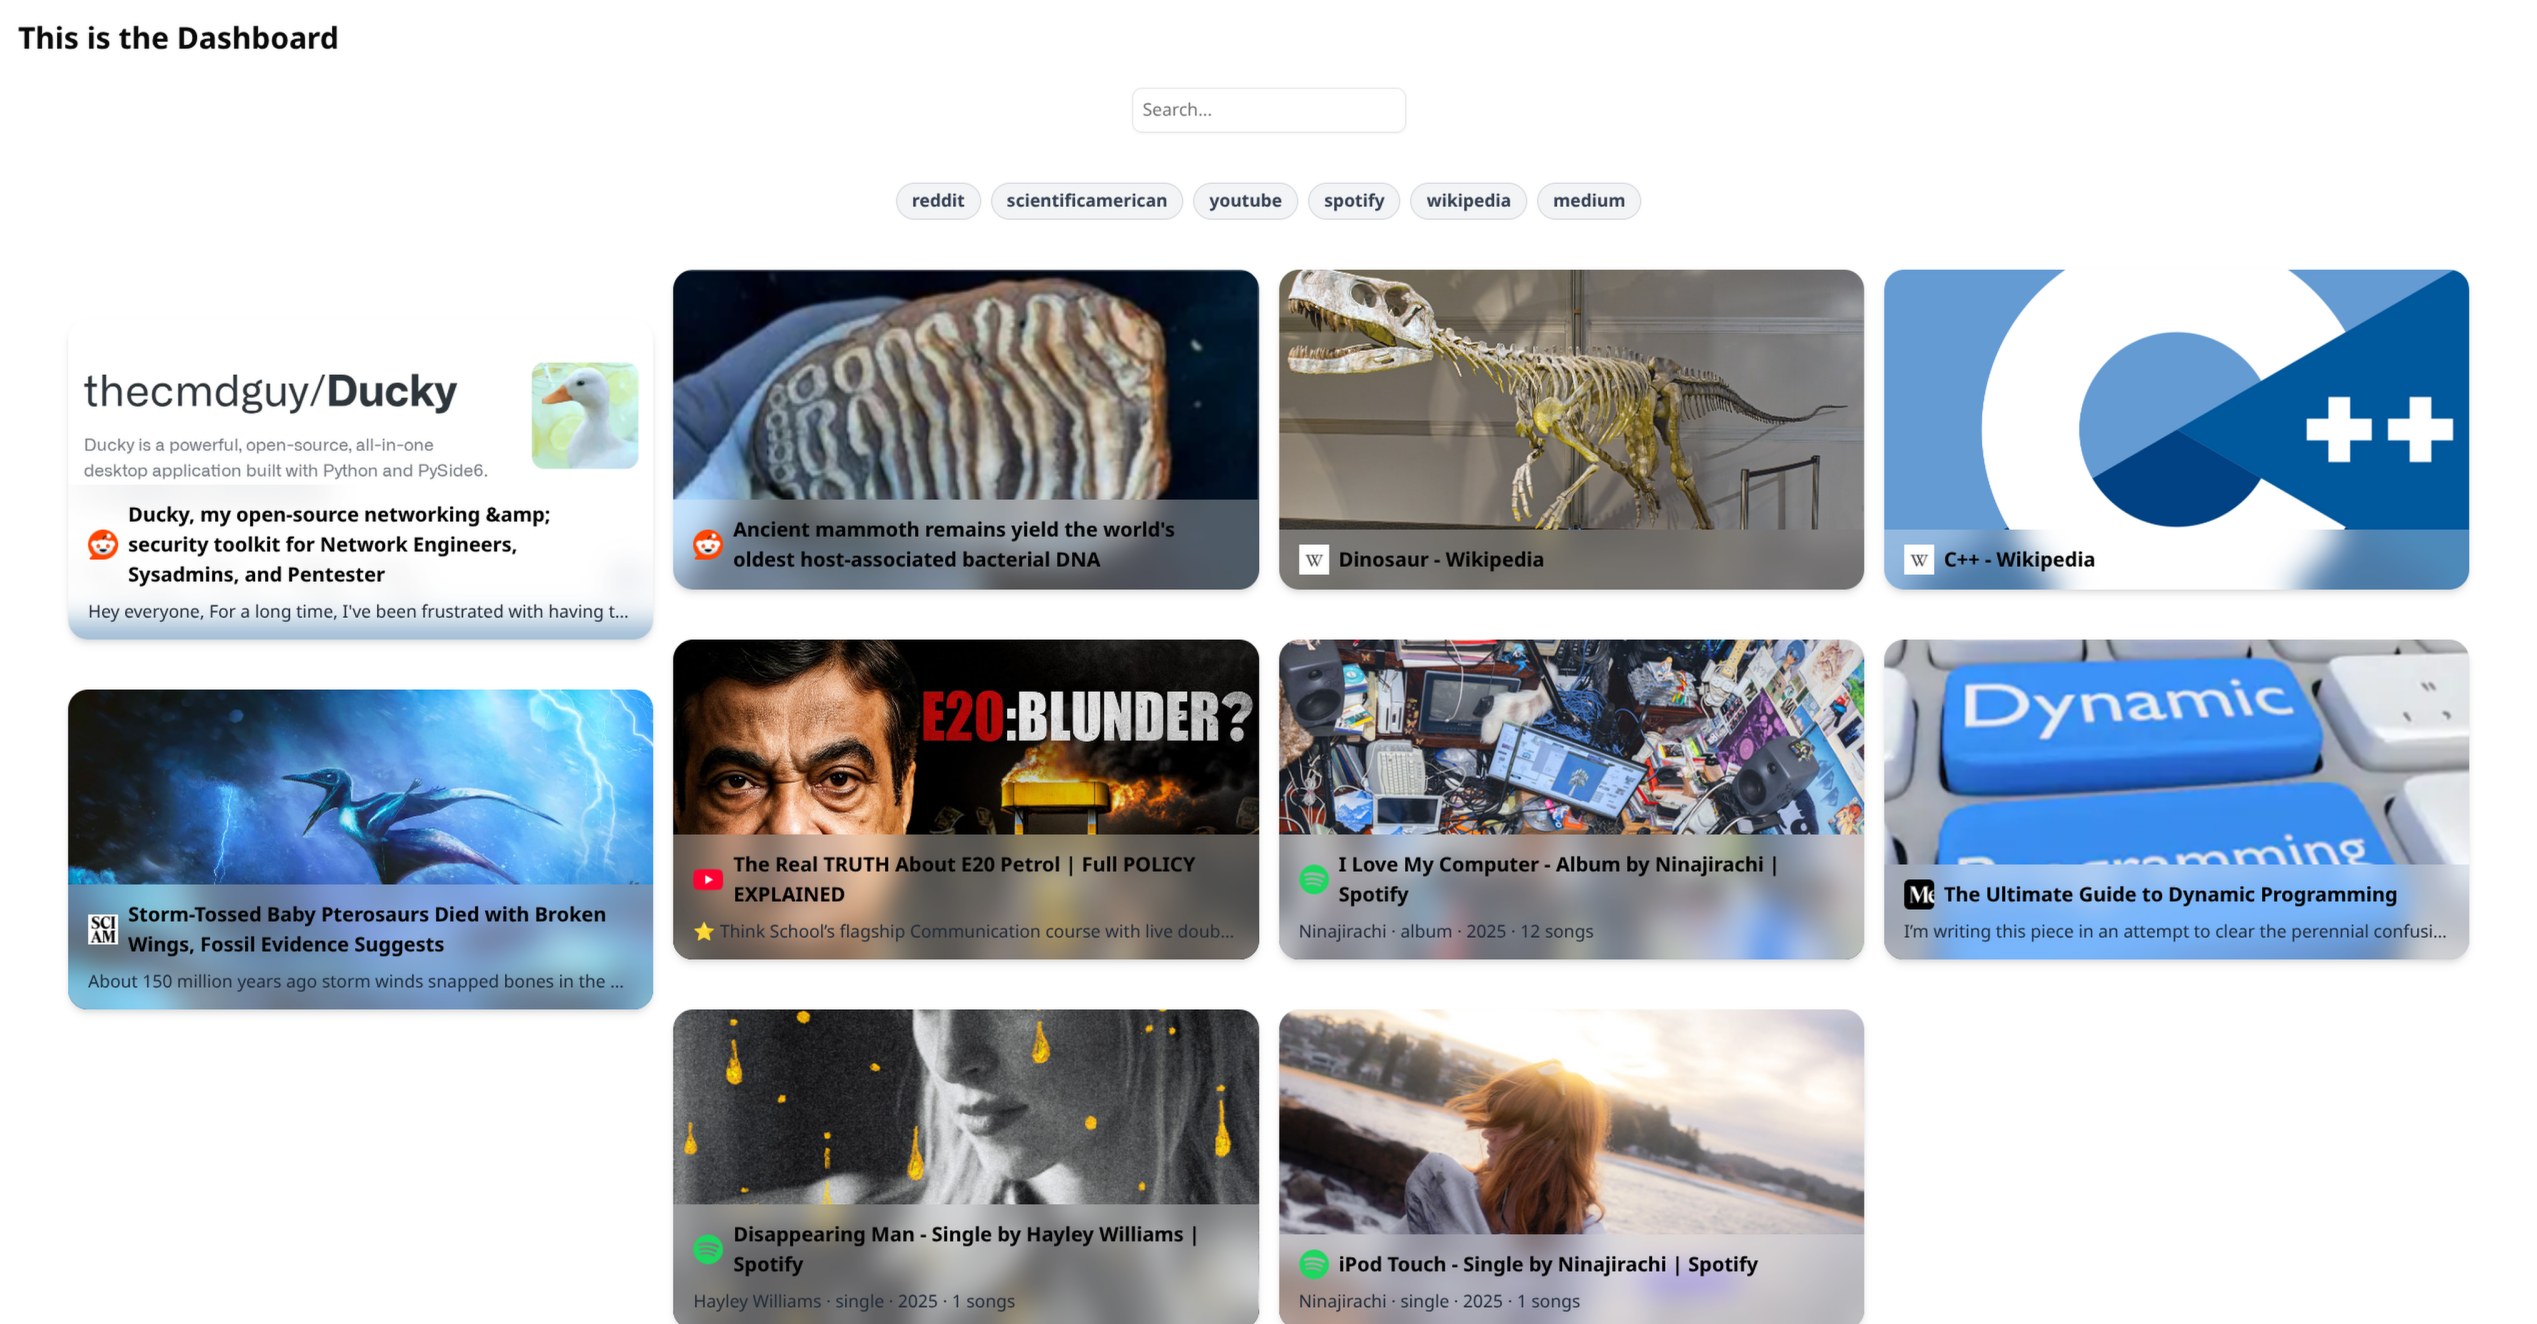 This is the Dashboard
Search...
reddit
scientificamerican
youtube
spotify
wikipedia
medium
thecmdguy/Ducky
Ducky is a powerful, open-source, all-in-one
desktop application built with Python and PySide6.
Ducky, my open-source networking &amp;
security toolkit for Network Engineers,
Sysadmins, and Pentester
Hey everyone, For a long time, I've been frustrated with having t...
Ancient mammoth remains yield the world's
oldest host-associated bacterial DNA
W
Dinosaur - Wikipedia
++
W
C++ - Wikipedia
SCI
AM
Storm-Tossed Baby Pterosaurs Died with Broken
Wings, Fossil Evidence Suggests
About 150 million years ago storm winds snapped bones in the ...
E20:BLUNDER?
The Real TRUTH About E20 Petrol | Full POLICY
EXPLAINED
⭐ Think School’s flagship Communication course with live doub...
I Love My Computer - Album by Ninajirachi |
Spotify
Ninajirachi · album · 2025 · 12 songs
Dynamic
Programming
Me
The Ultimate Guide to Dynamic Programming
I’m writing this piece in an attempt to clear the perennial confusi...
Disappearing Man - Single by Hayley Williams |
Spotify
Hayley Williams · single · 2025 · 1 songs
iPod Touch - Single by Ninajirachi | Spotify
Ninajirachi · single · 2025 · 1 songs